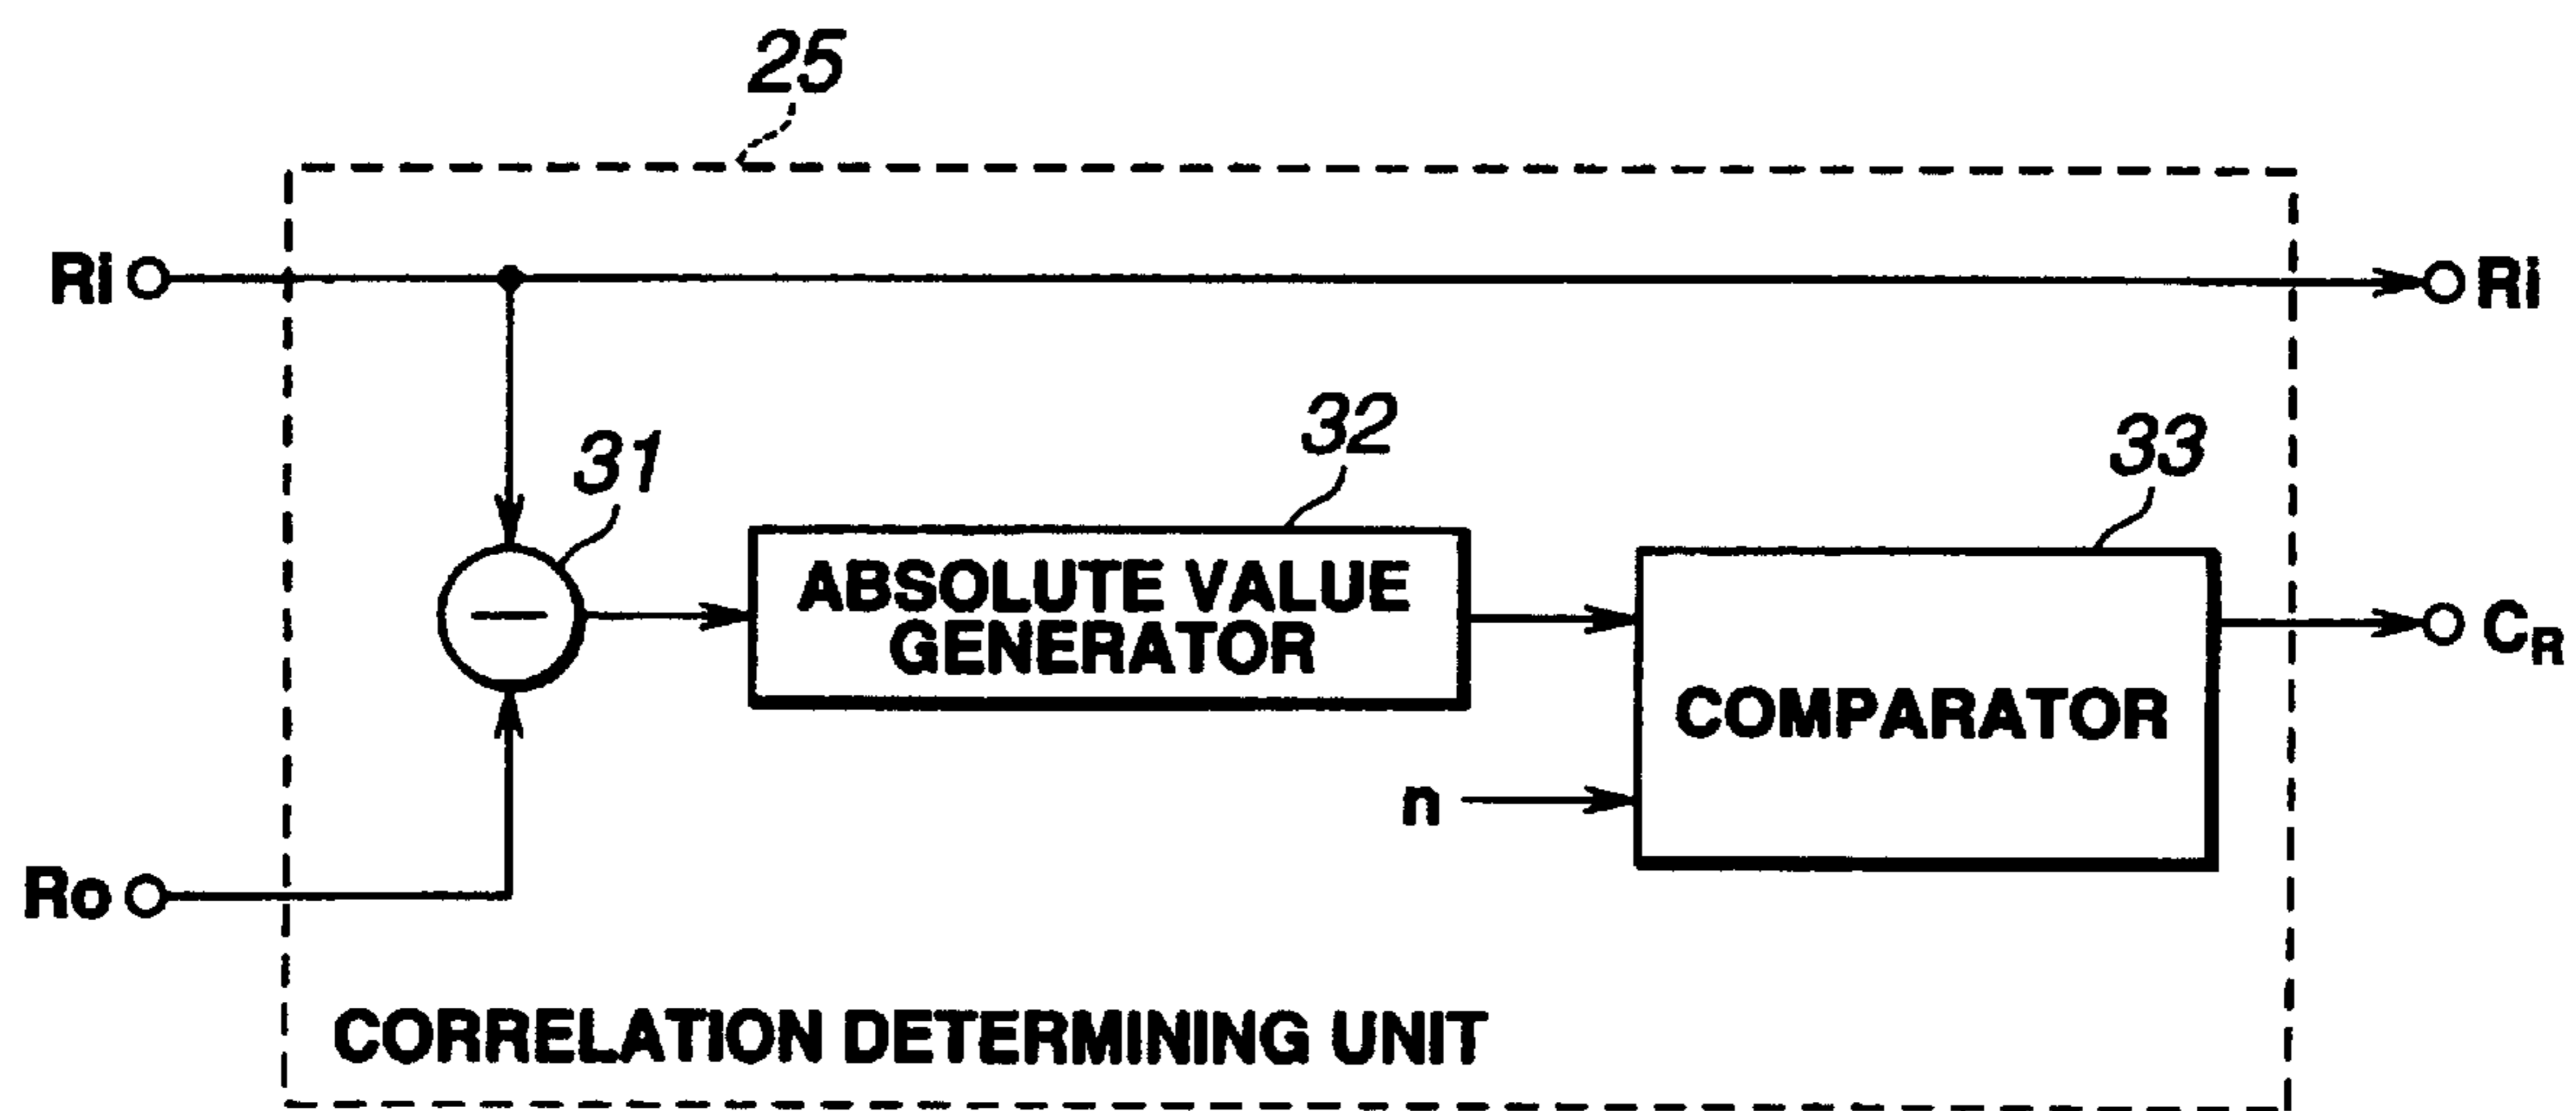 25
Ri
Ri
31
32
33
ABSOLUTE VALUE
GENERATOR
COMPARATOR
CR
n
Ro
CORRELATION DETERMINING UNIT